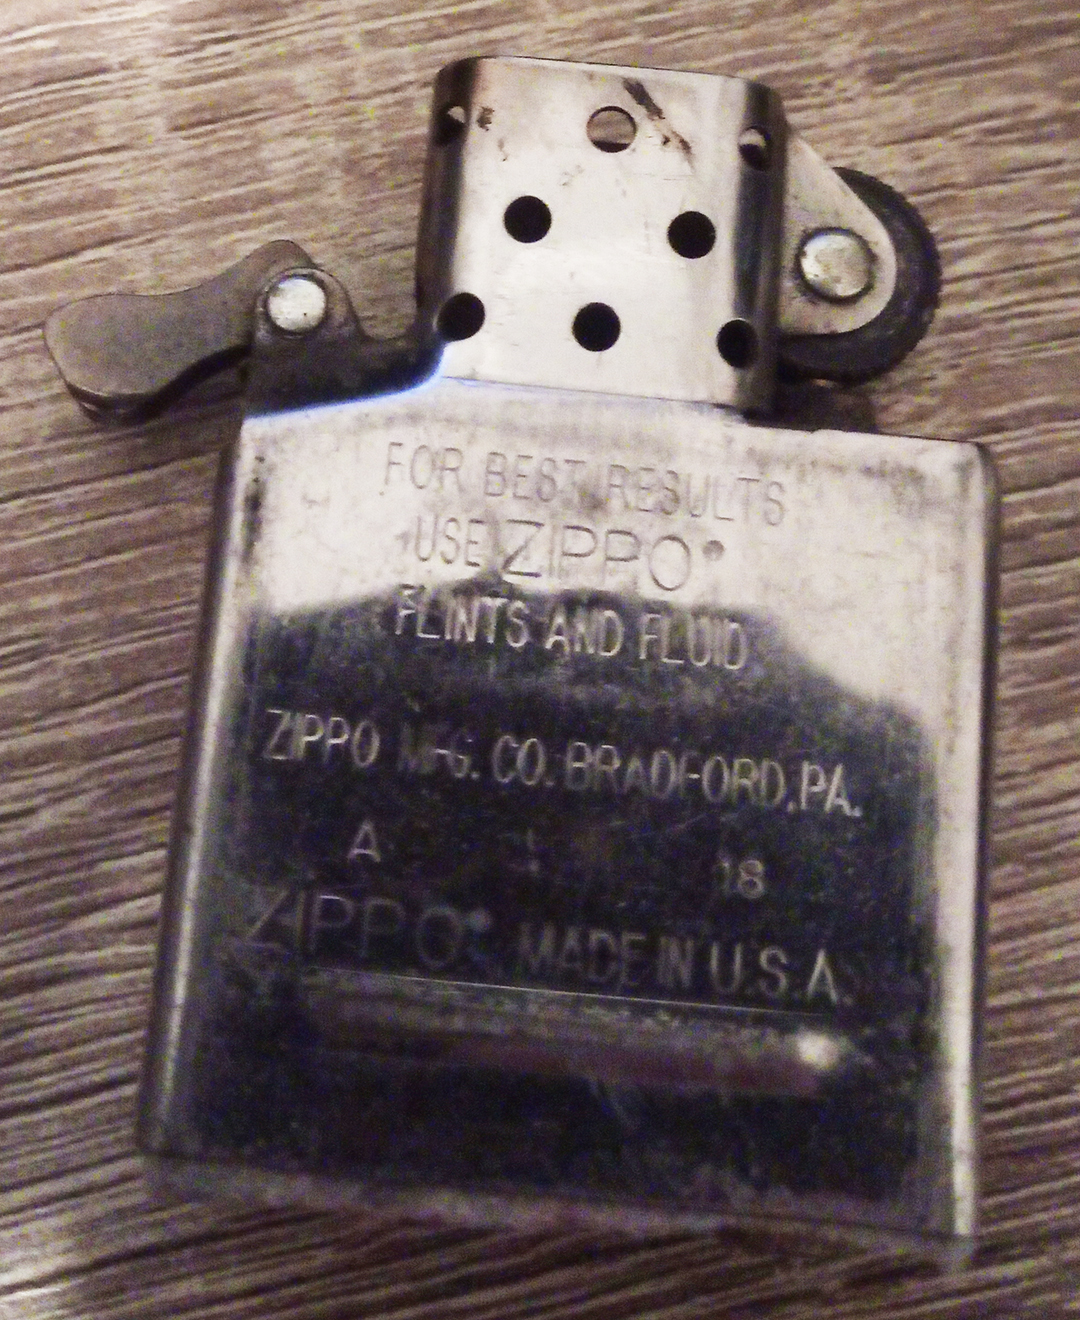 FOR BEST RESULTS
USE ZIPPO®
FLINTS AND FLUID
ZIPPO MFG. CO. BRADFORD, PA.
A 18
ZIPPO® MADE IN U.S.A.